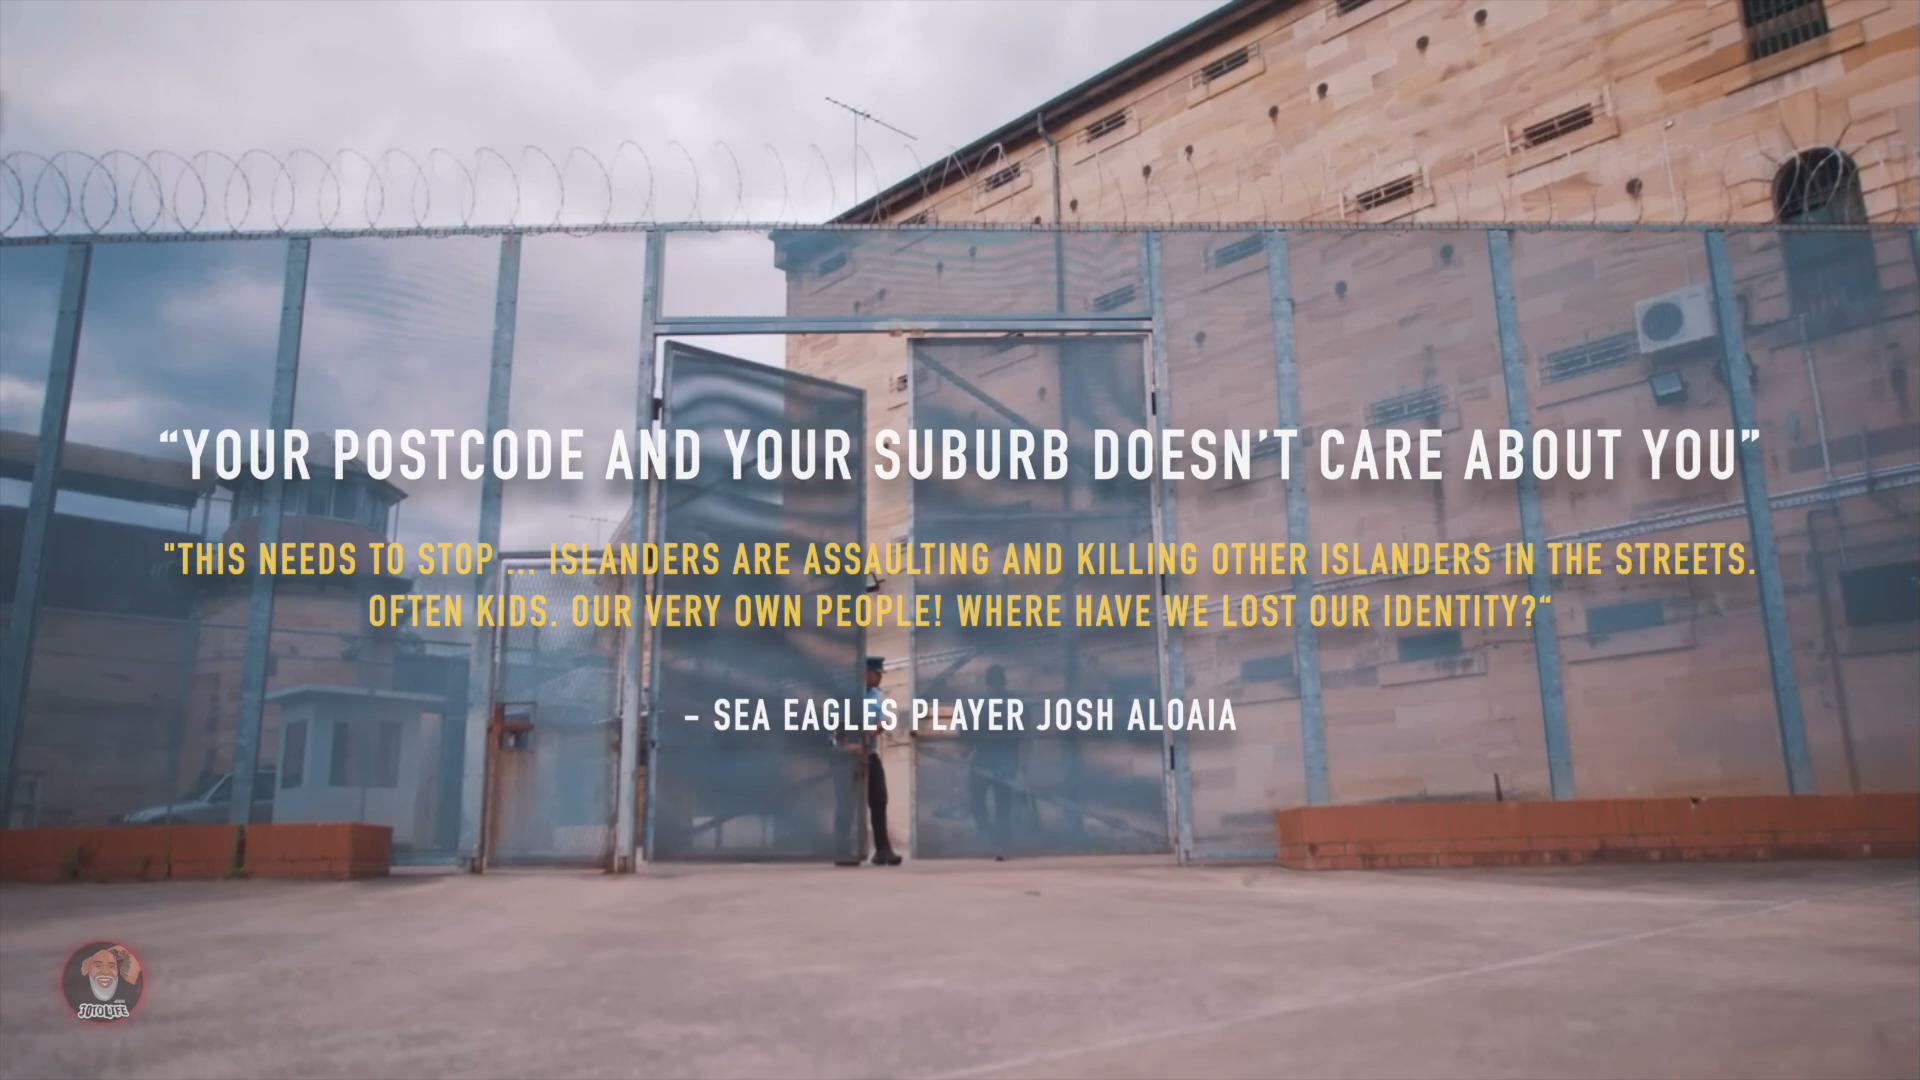 “YOUR POSTCODE AND YOUR SUBURB DOESN’T CARE ABOUT YOU”
"THIS NEEDS TO STOP ... ISLANDERS ARE ASSAULTING AND KILLING OTHER ISLANDERS IN THE STREETS.
OFTEN KIDS. OUR VERY OWN PEOPLE! WHERE HAVE WE LOST OUR IDENTITY?“
– SEA EAGLES PLAYER JOSH ALOAIA
30TOLIFE